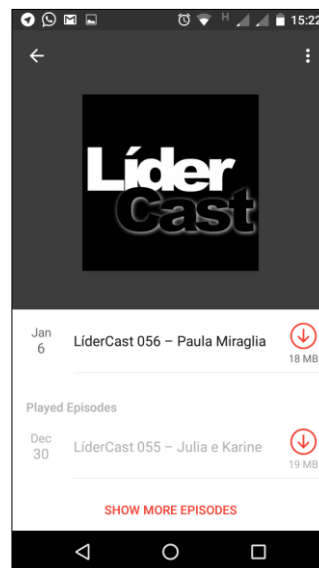 H 15:22
Líder
Cast
Jan
6
LíderCast 056 – Paula Miraglia
18 MB
Played Episodes
Dec
30
LíderCast 055 – Julia e Karine
19 MB
SHOW MORE EPISODES